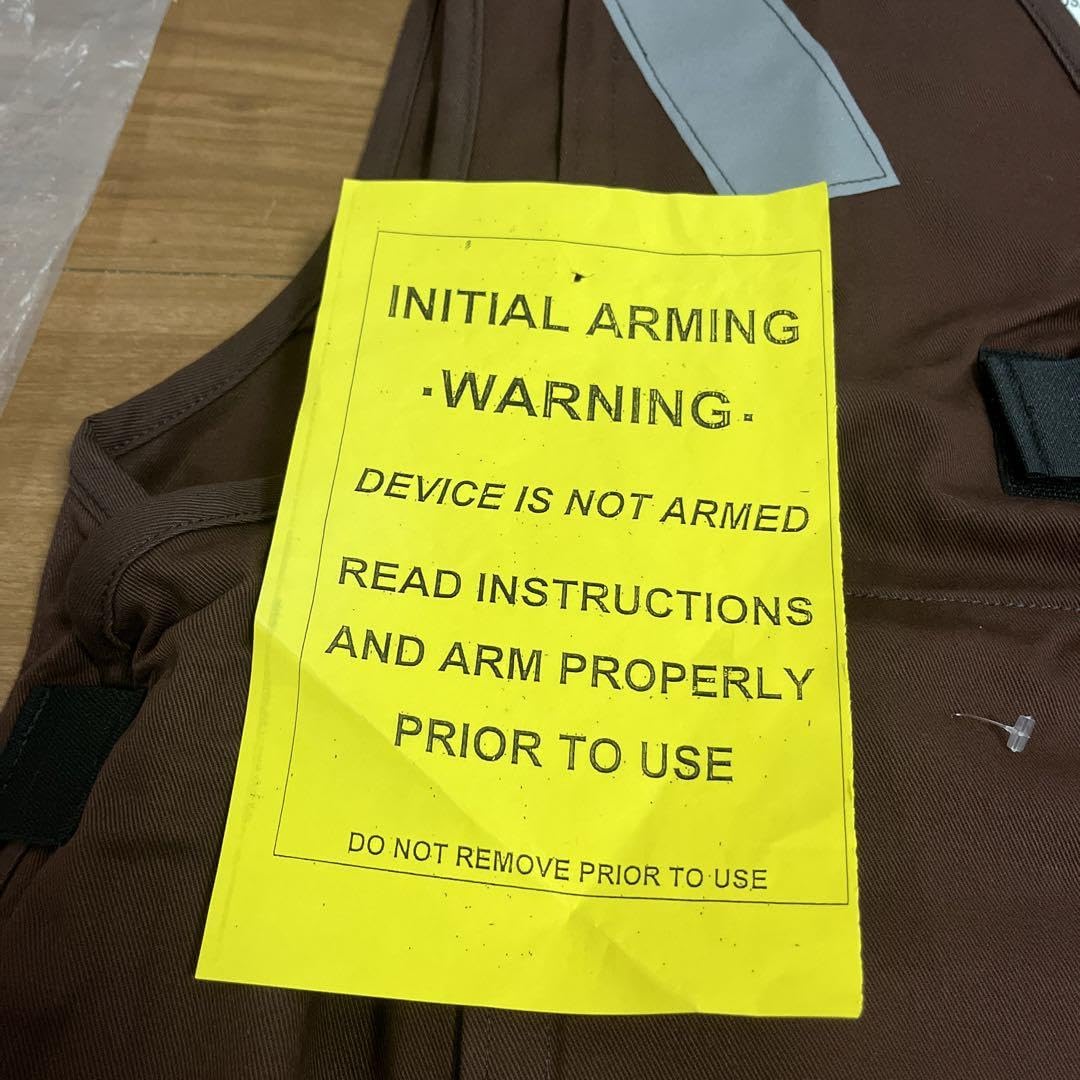 INITIAL ARMING
·WARNING·
DEVICE IS NOT ARMED
READ INSTRUCTIONS
AND ARM PROPERLY
PRIOR TO USE
DO NOT REMOVE PRIOR TO USE